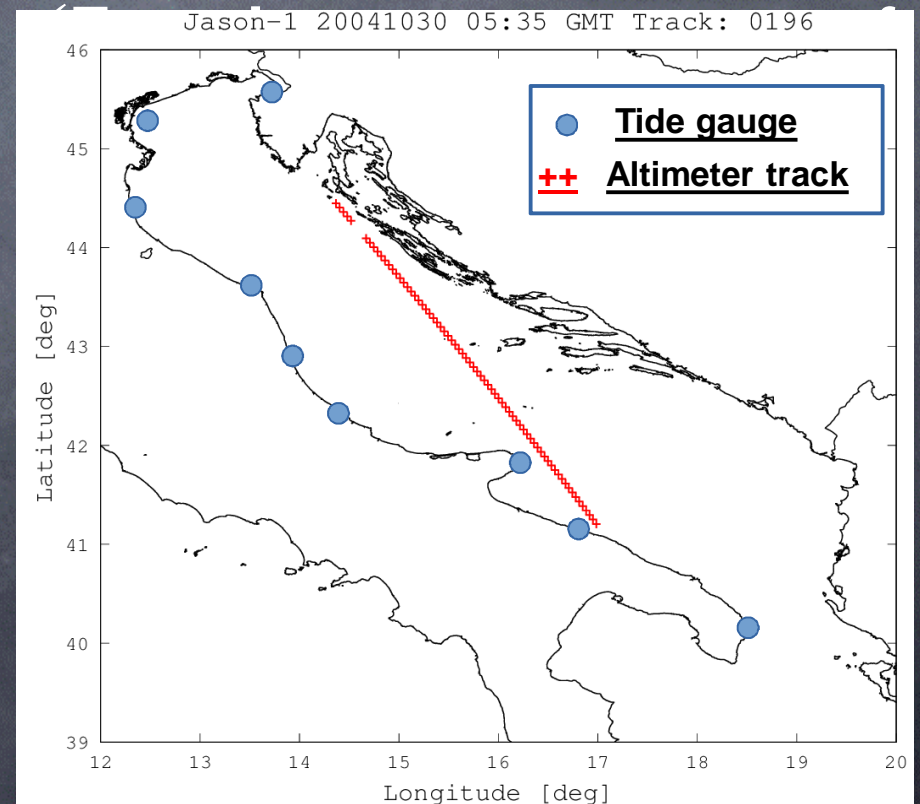 Jason-1 20041030 05:35 GMT Track: 0196
46
45
44
43
42
41
40
39
Latitude [deg]
Tide gauge
++ Altimeter track
12 13 14 15 16 17 18 19 20
Longitude [deg]